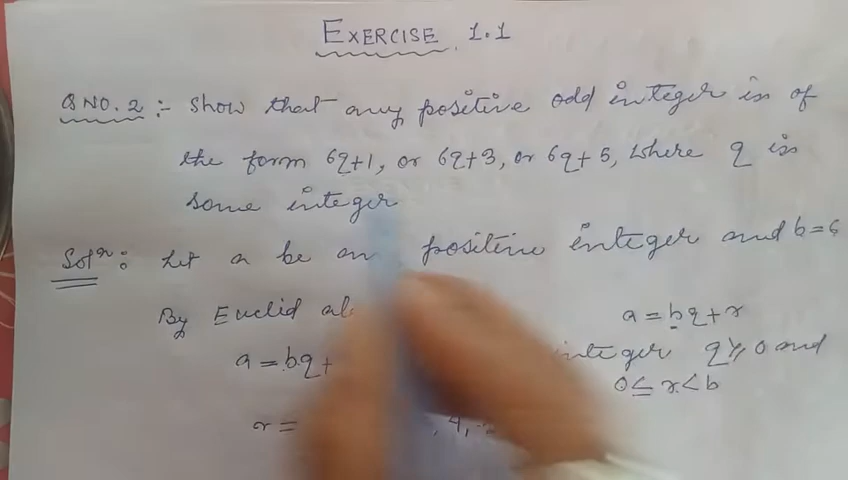 EXERCISE 1.1
Q NO. 2 :- Show that any positive odd integer is of
the form 6q+1, or 6q+3, or 6q+5, where q is
some integer
Solⁿ: Let a be an positive integer and b=6
By Euclid al
a = bq + r
a = bq +
integer q ≥ 0 and
0 ≤ r < b
r = , 4,